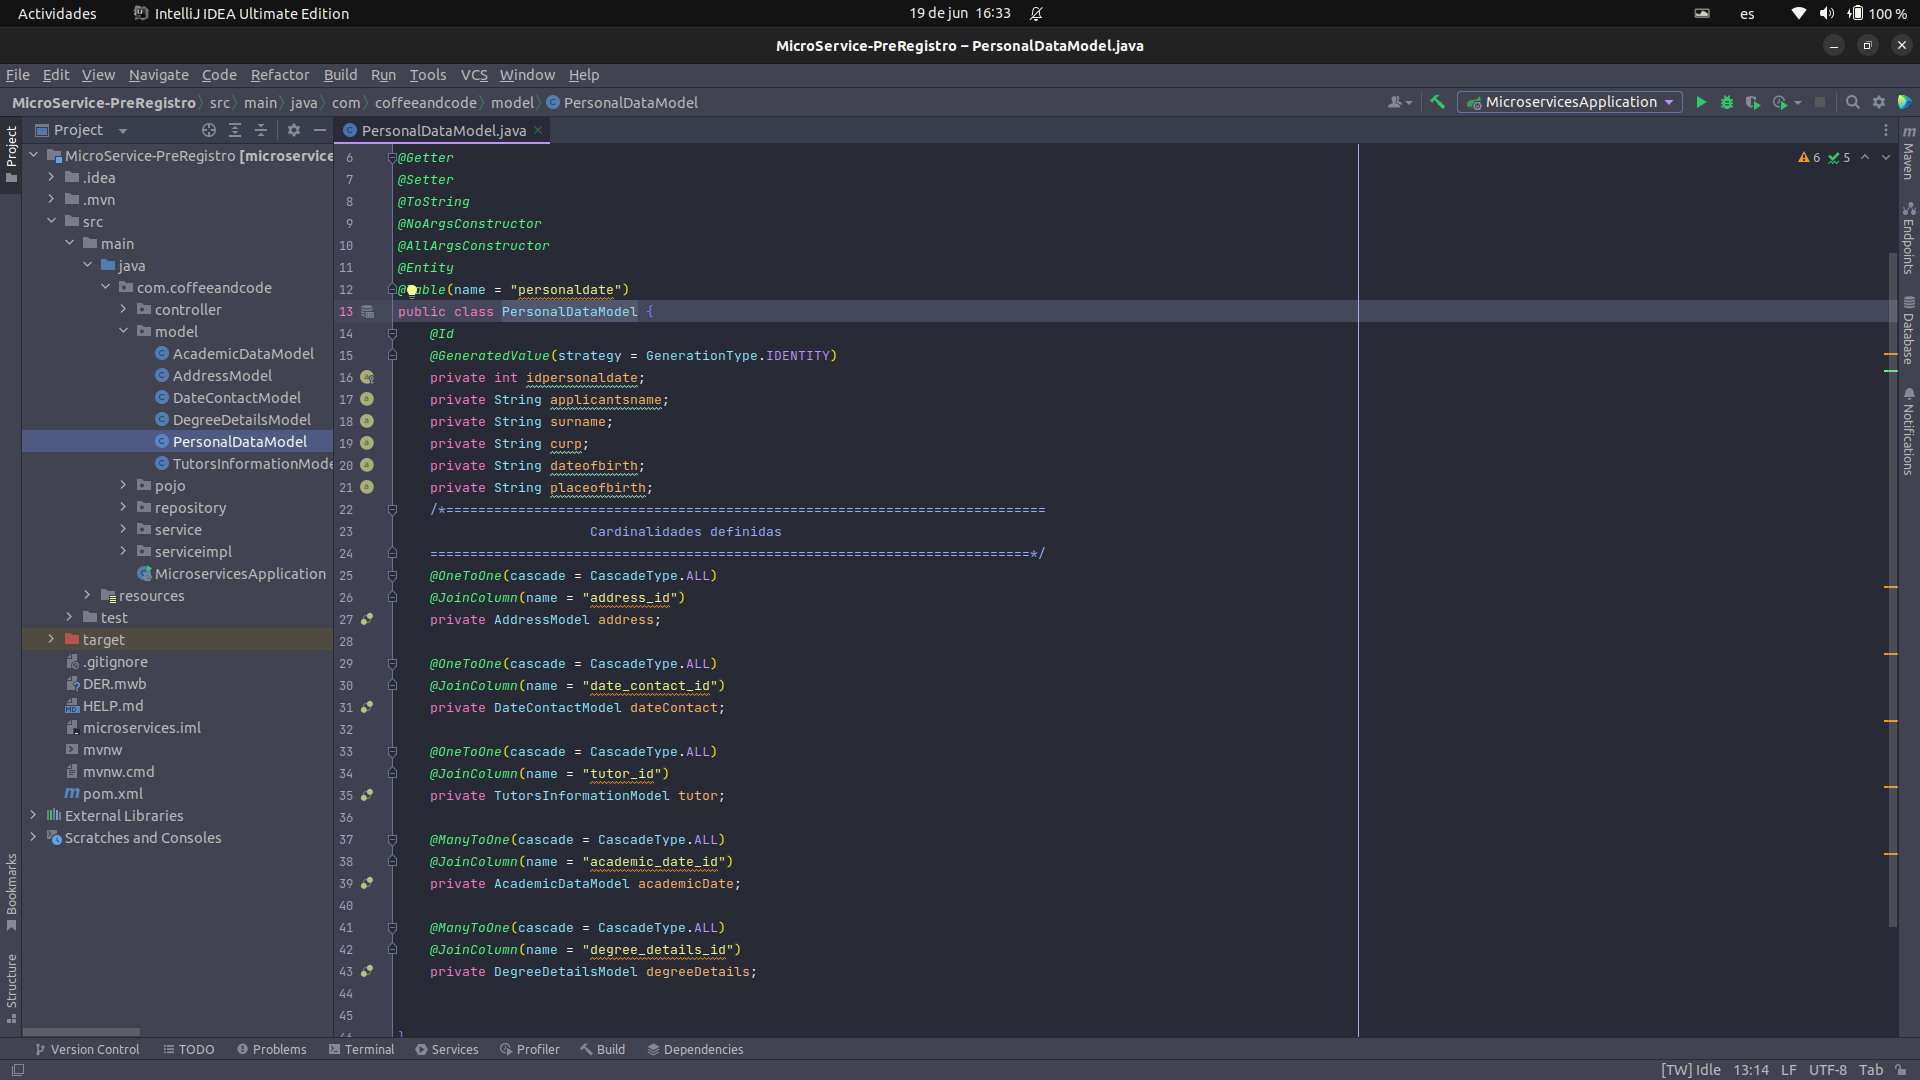 Actividades
IntelliJ IDEA Ultimate Edition
19 de jun 16:33
es
100 %
MicroService-PreRegistro – PersonalDataModel.java
File Edit View Navigate Code Refactor Build Run Tools VCS Window Help
MicroService-PreRegistro src main java com coffeeandcode model PersonalDataModel
MicroservicesApplication
Project
Project
PersonalDataModel.java
MicroService-PreRegistro [microservice
.idea
.mvn
src
main
java
com.coffeeandcode
controller
model
AcademicDataModel
AddressModel
DateContactModel
DegreeDetailsModel
PersonalDataModel
TutorsInformationMode
pojo
repository
service
serviceimpl
MicroservicesApplication
resources
test
target
.gitignore
DER.mwb
HELP.md
microservices.iml
mvnw
mvnw.cmd
pom.xml
External Libraries
Scratches and Consoles
Bookmarks
Structure
6 @Getter
7 @Setter
8 @ToString
9 @NoArgsConstructor
10 @AllArgsConstructor
11 @Entity
12 @Table(name = "personaldate")
13 public class PersonalDataModel {
14 @Id
15 @GeneratedValue(strategy = GenerationType.IDENTITY)
16 private int idpersonaldate;
17 private String applicantsname;
18 private String surname;
19 private String curp;
20 private String dateofbirth;
21 private String placeofbirth;
22 /*===========================================================================
23 Cardinalidades definidas
24 ===========================================================================*/
25 @OneToOne(cascade = CascadeType.ALL)
26 @JoinColumn(name = "address_id")
27 private AddressModel address;
28
29 @OneToOne(cascade = CascadeType.ALL)
30 @JoinColumn(name = "date_contact_id")
31 private DateContactModel dateContact;
32
33 @OneToOne(cascade = CascadeType.ALL)
34 @JoinColumn(name = "tutor_id")
35 private TutorsInformationModel tutor;
36
37 @ManyToOne(cascade = CascadeType.ALL)
38 @JoinColumn(name = "academic_date_id")
39 private AcademicDataModel academicDate;
40
41 @ManyToOne(cascade = CascadeType.ALL)
42 @JoinColumn(name = "degree_details_id")
43 private DegreeDetailsModel degreeDetails;
44
45
6 5
Maven
Endpoints
Database
Notifications
Version Control TODO Problems Terminal Services Profiler Build Dependencies
[TW] Idle 13:14 LF UTF-8 Tab